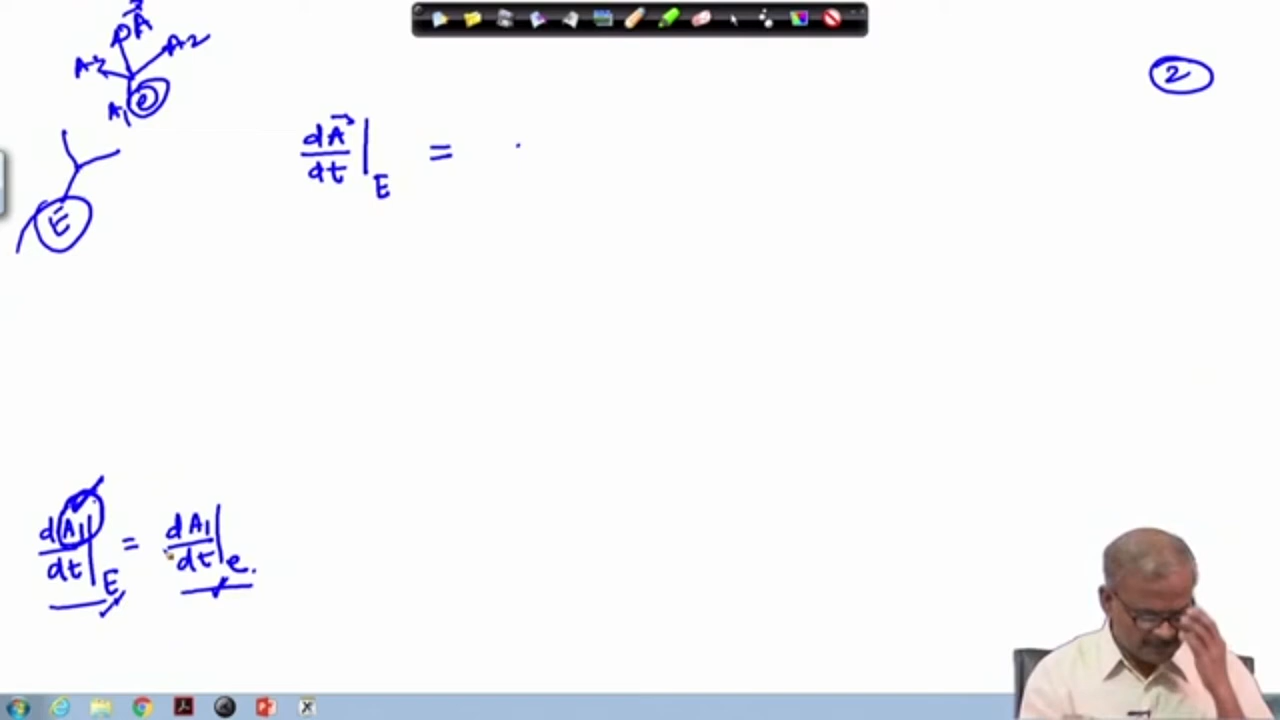 A⃗
A3 A2
A1 e
E
2
dA⃗/dt|E = .
dA1/dt|E = dA1/dt|e.